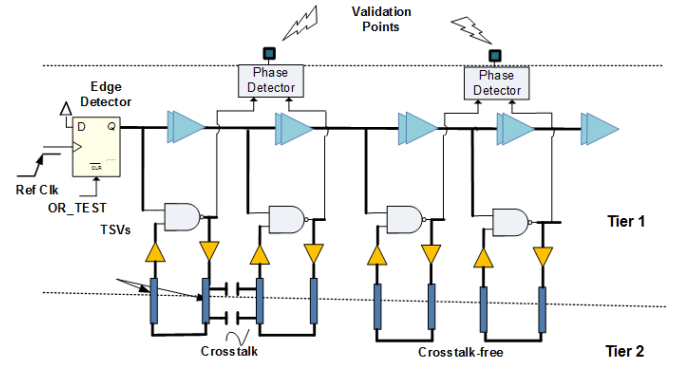 Validation
Points
Edge
Detector
Phase
Detector
Phase
Detector
D Q
CLR
Ref Clk
OR_TEST
TSVs
Tier 1
Crosstalk
Crosstalk-free
Tier 2